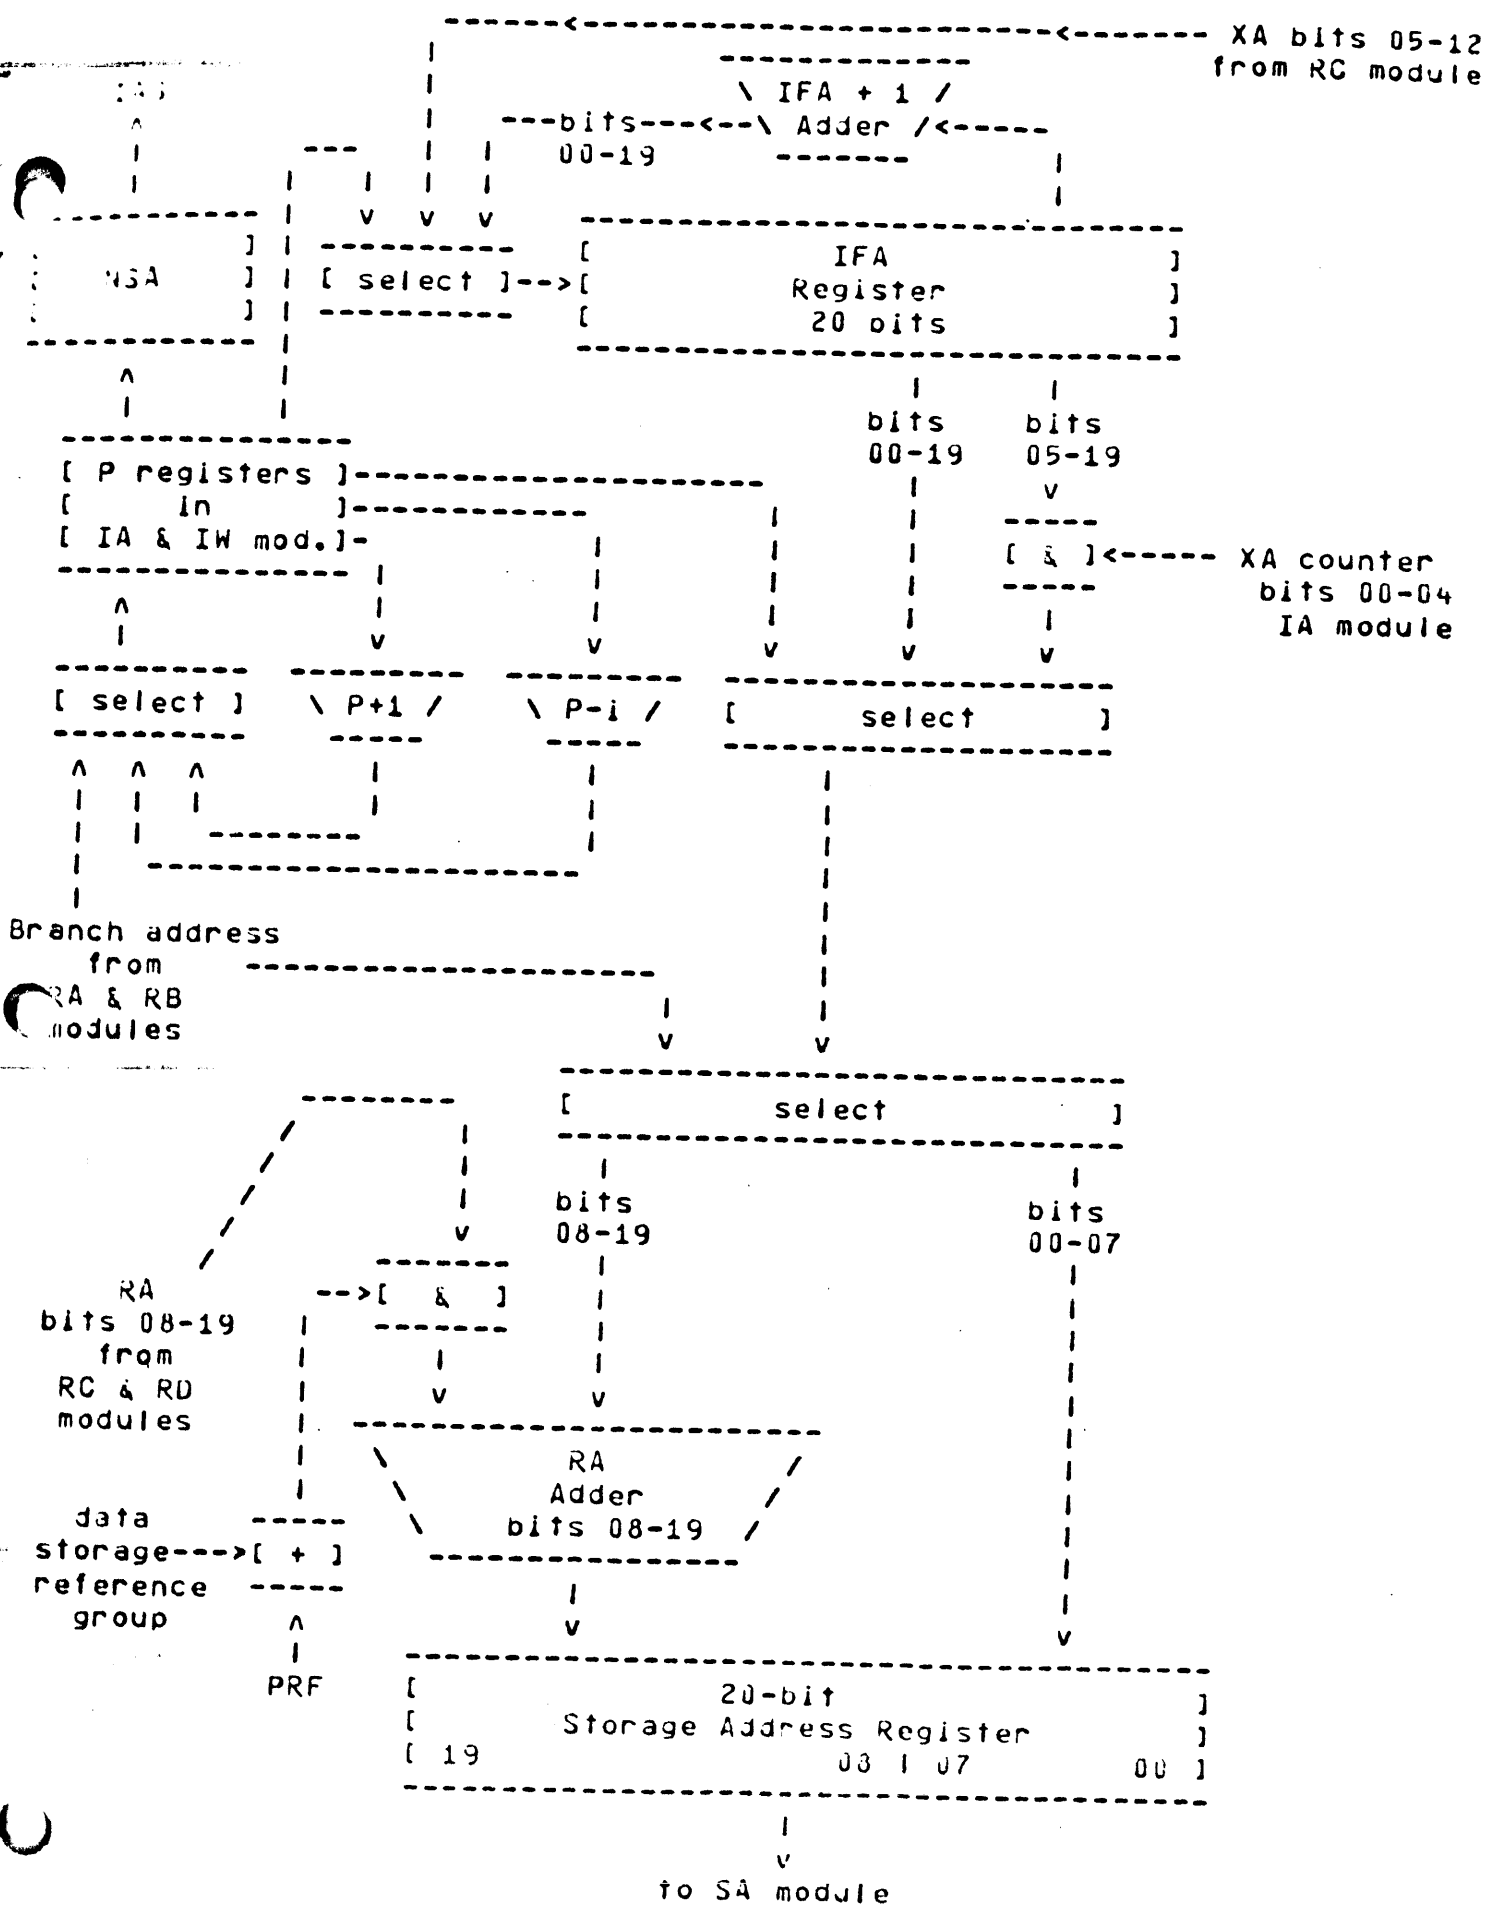 XA bits 05-12
from RC module
IFA + 1
Adder
bits
00-19
NSA
select
IFA
Register
20 bits
bits
00-19
bits
05-19
P registers
in
IA & IW mod.
&
XA counter
bits 00-04
IA module
select
P+1
P-i
select
Branch address
from
RA & RB
modules
select
bits
08-19
bits
00-07
RA
bits 08-19
from
RC & RD
modules
&
RA
Adder
bits 08-19
data
storage
reference
group
+
PRF
20-bit
Storage Address Register
19 08 | 07 00
to SA module